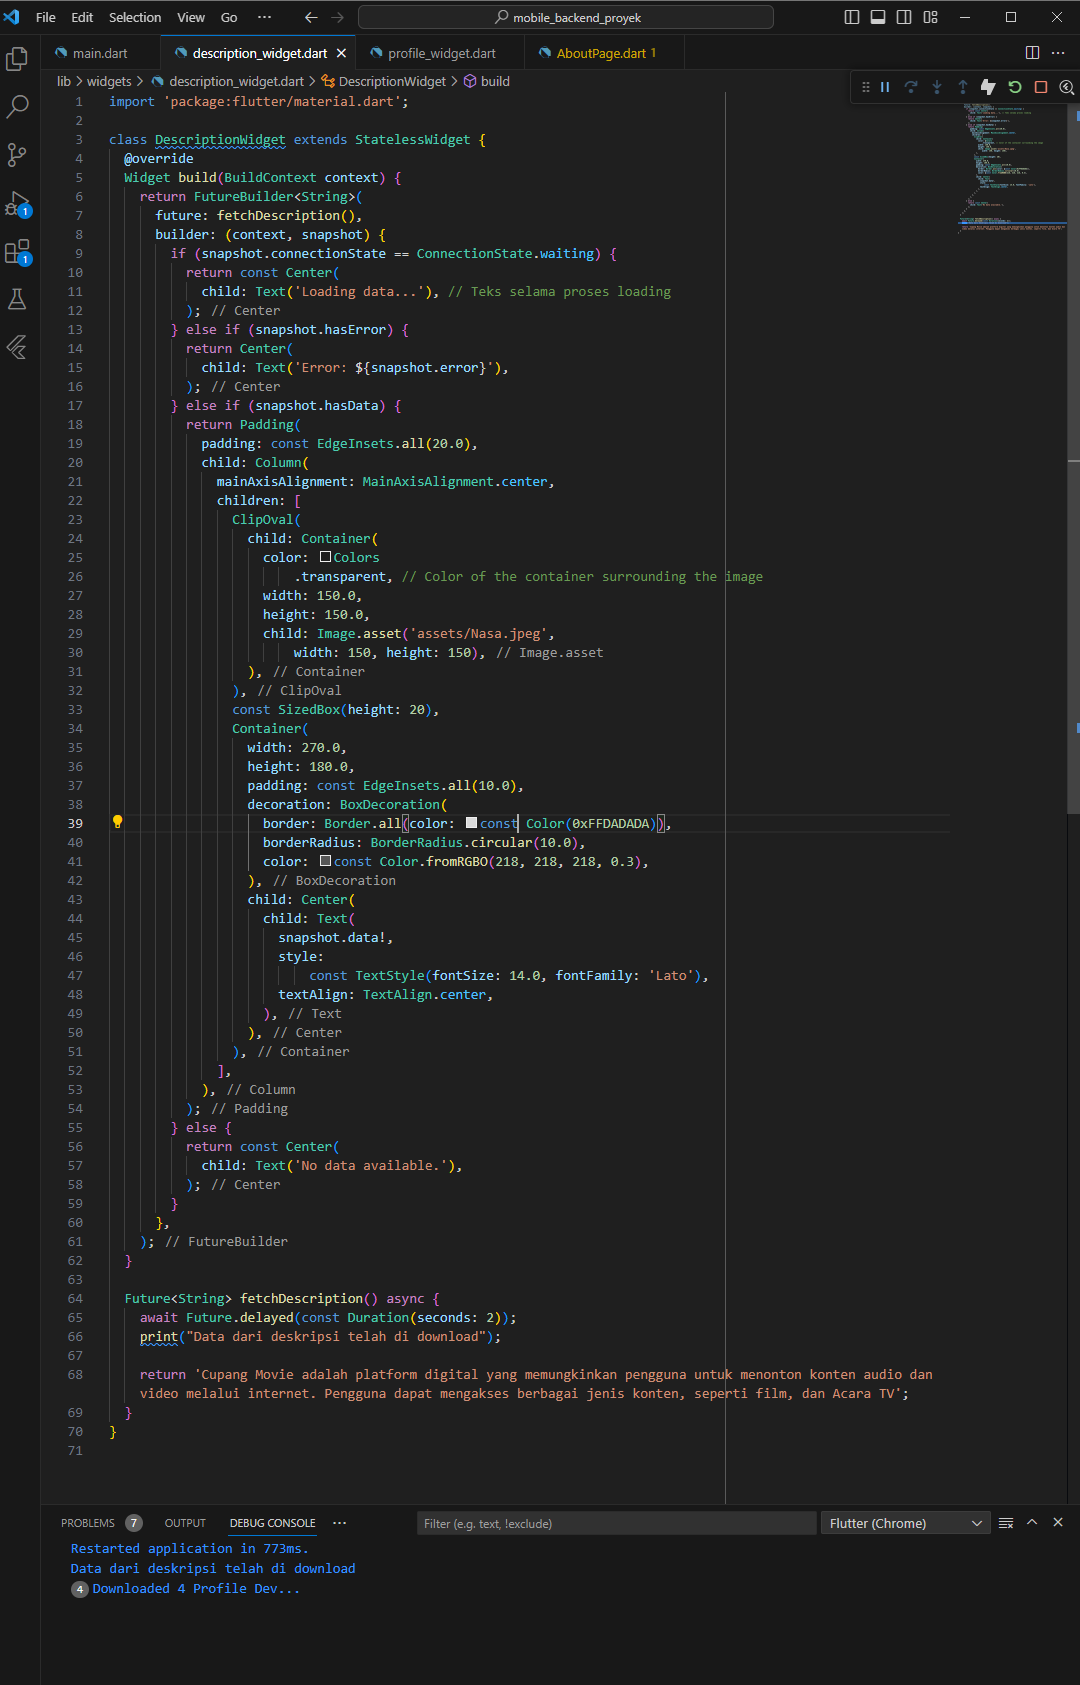 File Edit Selection View Go ··· mobile_backend_proyek
main.dart description_widget.dart profile_widget.dart AboutPage.dart 1
lib > widgets > description_widget.dart > DescriptionWidget > build
1 import 'package:flutter/material.dart';
2
3 class DescriptionWidget extends StatelessWidget {
4 @override
5 Widget build(BuildContext context) {
6 return FutureBuilder<String>(
7 future: fetchDescription(),
8 builder: (context, snapshot) {
9 if (snapshot.connectionState == ConnectionState.waiting) {
10 return const Center(
11 child: Text('Loading data...'), // Teks selama proses loading
12 ); // Center
13 } else if (snapshot.hasError) {
14 return Center(
15 child: Text('Error: ${snapshot.error}'),
16 ); // Center
17 } else if (snapshot.hasData) {
18 return Padding(
19 padding: const EdgeInsets.all(20.0),
20 child: Column(
21 mainAxisAlignment: MainAxisAlignment.center,
22 children: [
23 ClipOval(
24 child: Container(
25 color: Colors
26 .transparent, // Color of the container surrounding the image
27 width: 150.0,
28 height: 150.0,
29 child: Image.asset('assets/Nasa.jpeg',
30 width: 150, height: 150), // Image.asset
31 ), // Container
32 ), // ClipOval
33 const SizedBox(height: 20),
34 Container(
35 width: 270.0,
36 height: 180.0,
37 padding: const EdgeInsets.all(10.0),
38 decoration: BoxDecoration(
39 border: Border.all(color: const Color(0xFFDADADA)),
40 borderRadius: BorderRadius.circular(10.0),
41 color: const Color.fromRGBO(218, 218, 218, 0.3),
42 ), // BoxDecoration
43 child: Center(
44 child: Text(
45 snapshot.data!,
46 style:
47 const TextStyle(fontSize: 14.0, fontFamily: 'Lato'),
48 textAlign: TextAlign.center,
49 ), // Text
50 ), // Center
51 ), // Container
52 ],
53 ), // Column
54 ); // Padding
55 } else {
56 return const Center(
57 child: Text('No data available.'),
58 ); // Center
59 }
60 },
61 ); // FutureBuilder
62 }
63
64 Future<String> fetchDescription() async {
65 await Future.delayed(const Duration(seconds: 2));
66 print("Data dari deskripsi telah di download");
67
68 return 'Cupang Movie adalah platform digital yang memungkinkan pengguna untuk menonton konten audio dan
video melalui internet. Pengguna dapat mengakses berbagai jenis konten, seperti film, dan Acara TV';
69 }
70 }
71
PROBLEMS 7 OUTPUT DEBUG CONSOLE ··· Filter (e.g. text, !exclude) Flutter (Chrome)
Restarted application in 773ms.
Data dari deskripsi telah di download
4 Downloaded 4 Profile Dev...
1
1